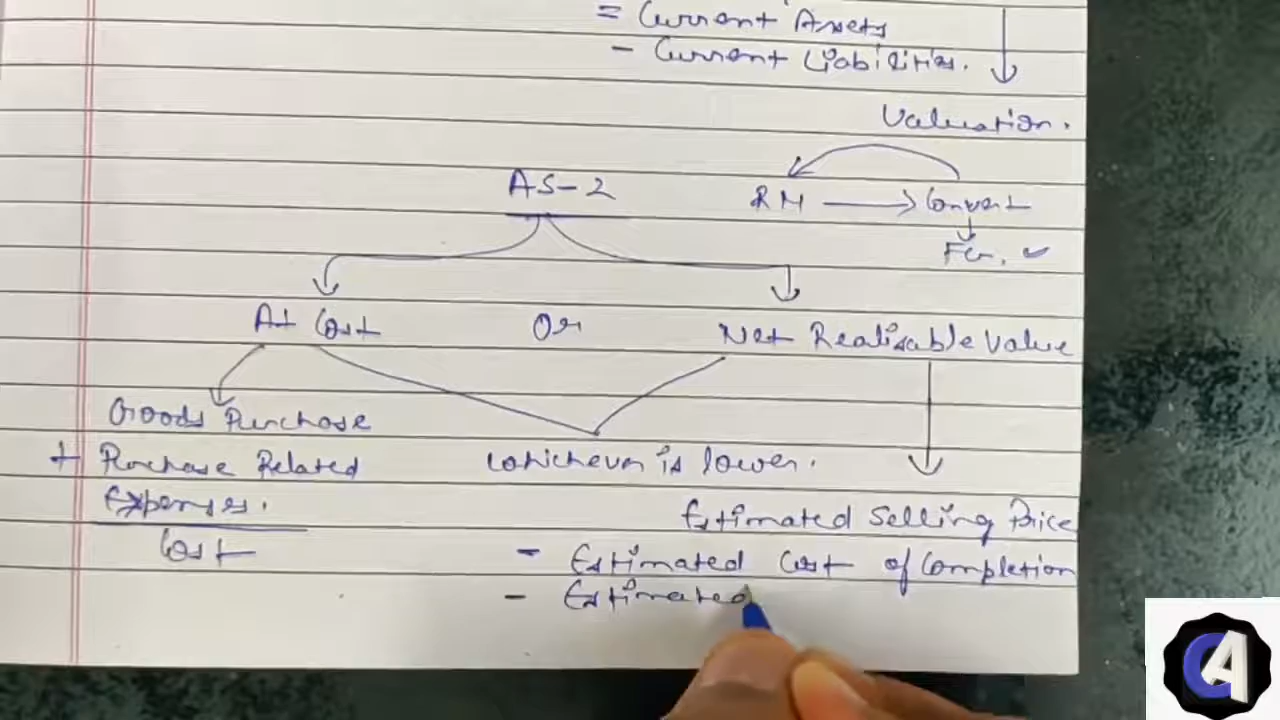 = Current Assets
- Current Liabilities.
Valuation.
AS-2
RM → Convert
FG. ✓
At Cost Or Net Realisable Value
Goods Purchase
+ Purchase Related whichever is lower.
Expenses.
Estimated Selling Price
Cost
- Estimated Cost of Completion
- Estimated
CA